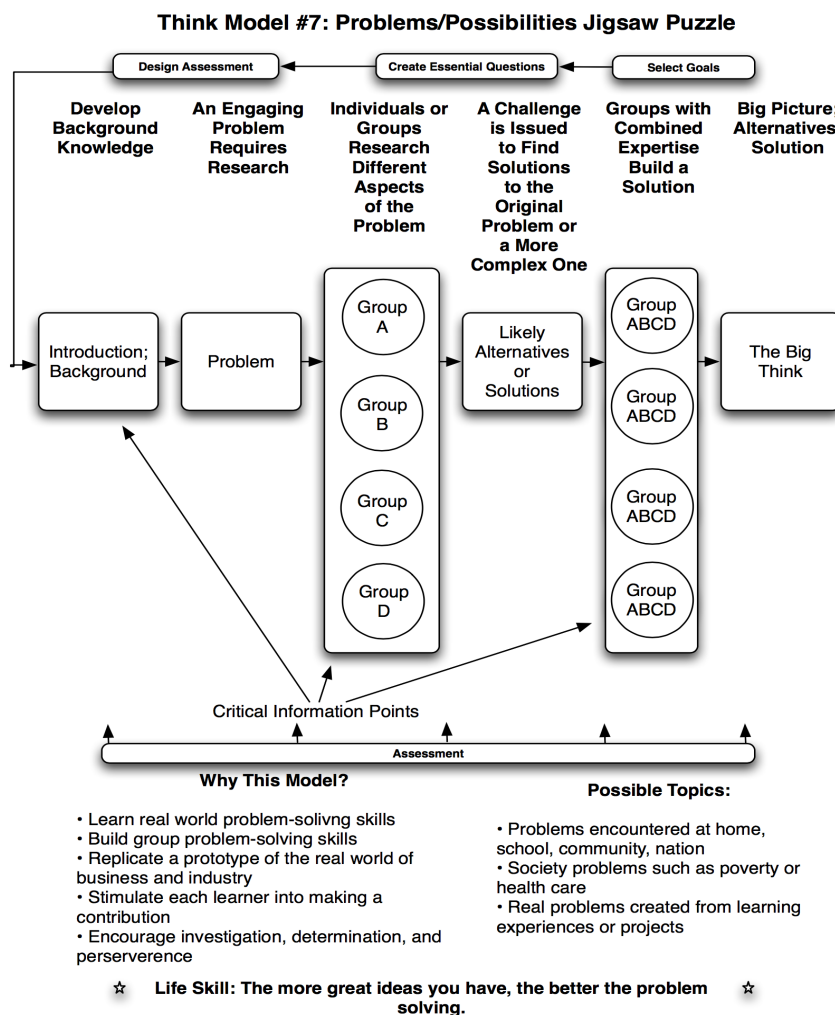 Think Model #7: Problems/Possibilities Jigsaw Puzzle
Design Assessment
Create Essential Questions
Select Goals
Develop
Background
Knowledge
An Engaging
Problem
Requires
Research
Individuals or
Groups
Research
Different
Aspects
of the
Problem
A Challenge
is Issued
to Find
Solutions
to the
Original
Problem or
a More
Complex One
Groups with
Combined
Expertise
Build a
Solution
Big Picture;
Alternatives
Solution
Introduction;
Background
Problem
Group
A
Group
B
Group
C
Group
D
Likely
Alternatives
or
Solutions
Group
ABCD
Group
ABCD
Group
ABCD
Group
ABCD
The Big
Think
Critical Information Points
Assessment
Why This Model?
• Learn real world problem-solivng skills
• Build group problem-solving skills
• Replicate a prototype of the real world of
business and industry
• Stimulate each learner into making a
contribution
• Encourage investigation, determination, and
perserverence
Possible Topics:
• Problems encountered at home,
school, community, nation
• Society problems such as poverty or
health care
• Real problems created from learning
experiences or projects
☆ Life Skill: The more great ideas you have, the better the problem ☆
solving.